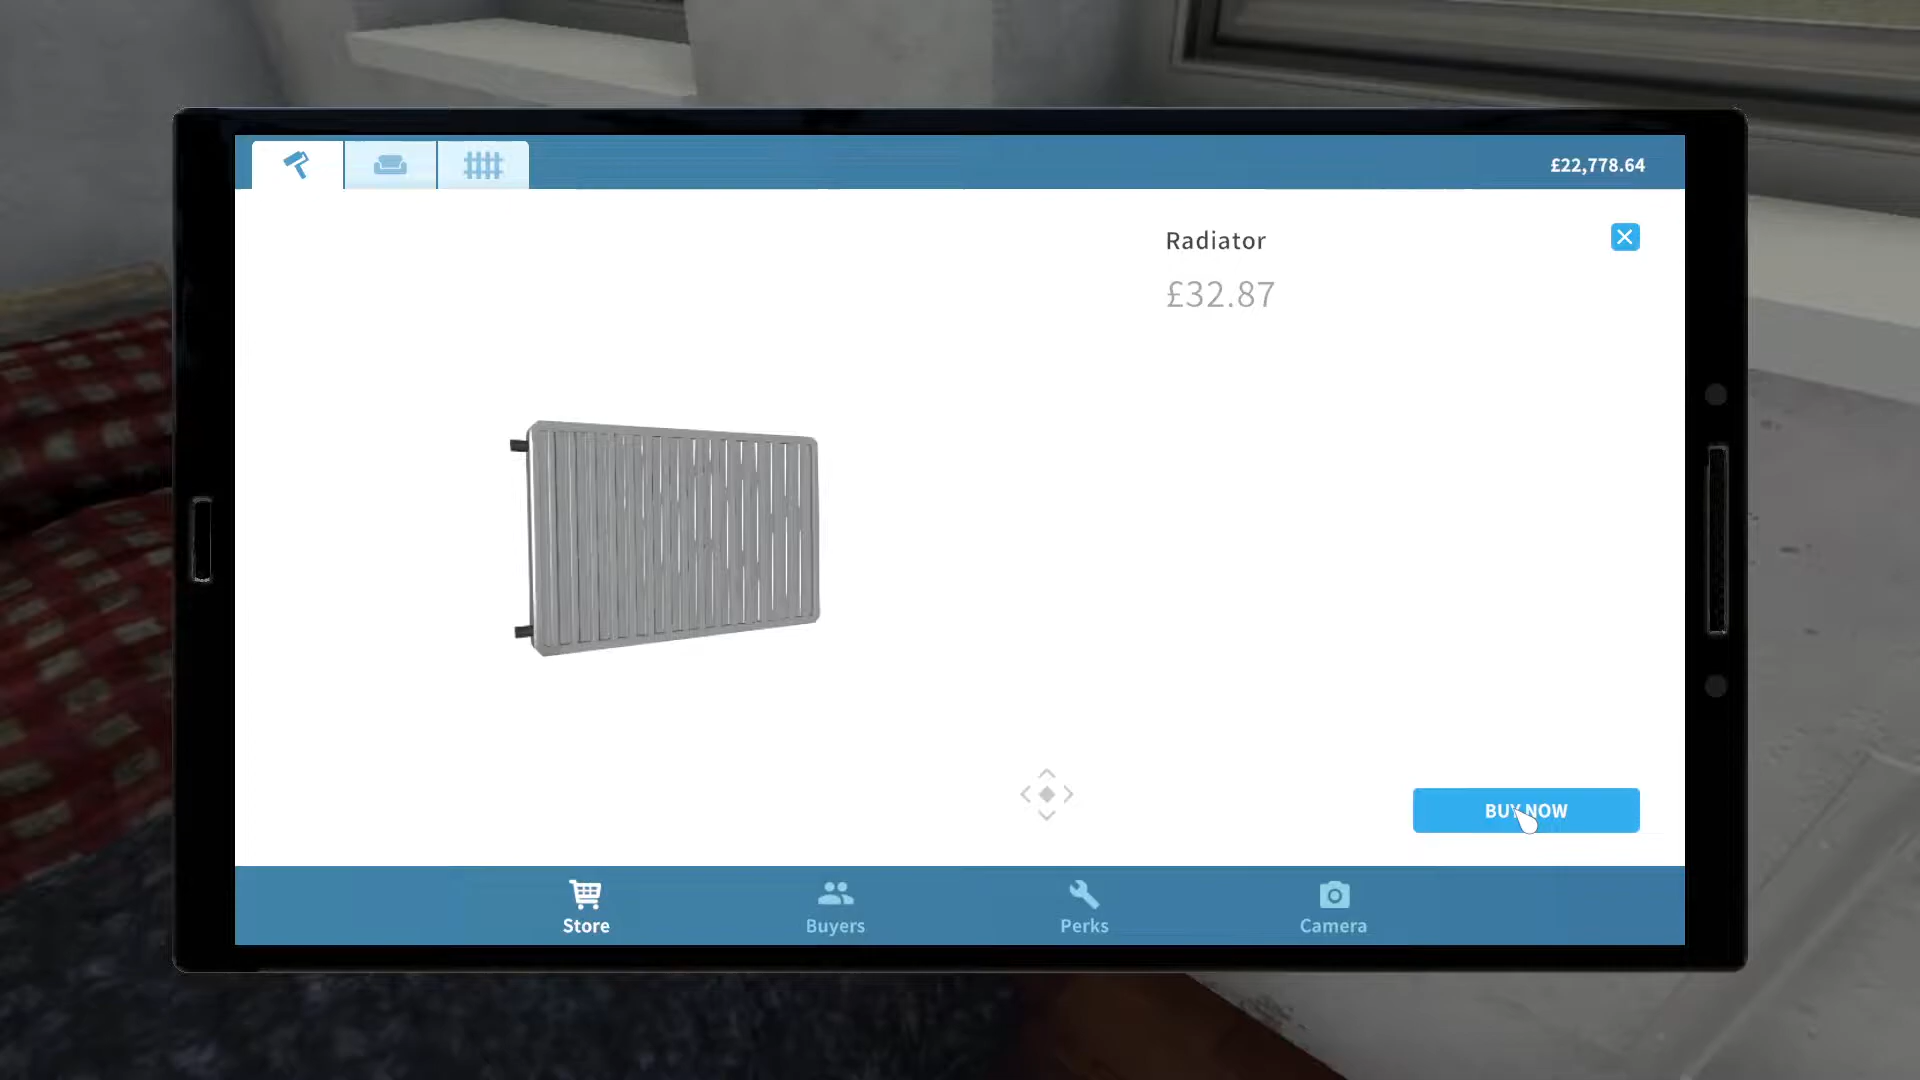 £22,778.64
Radiator
£32.87
BUY NOW
Store
Buyers
Perks
Camera